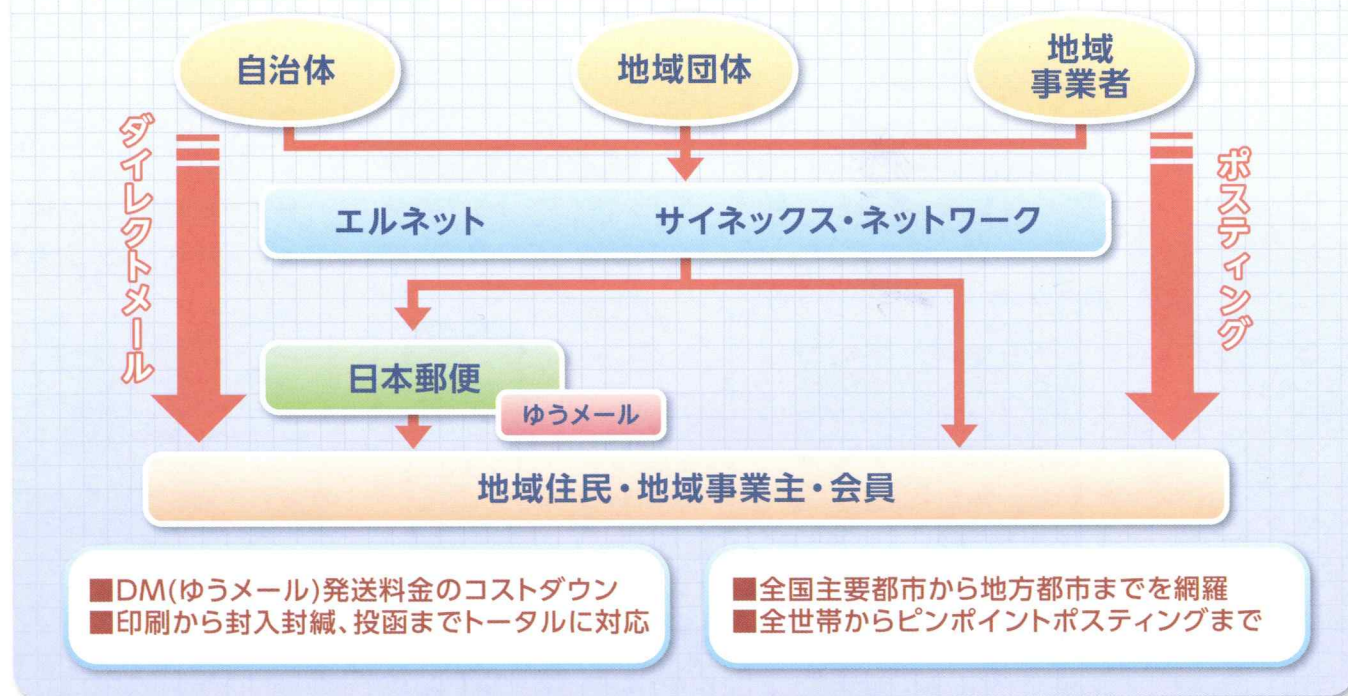 自治体
地域団体
地域
事業者
ダイレクトメール
ポスティング
エルネット
サイネックス・ネットワーク
日本郵便
ゆうメール
地域住民・地域事業主・会員
■DM(ゆうメール)発送料金のコストダウン
■印刷から封入封緘、投函までトータルに対応
■全国主要都市から地方都市までを網羅
■全世帯からピンポイントポスティングまで